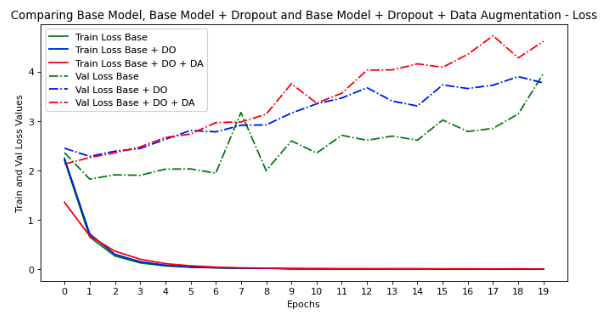 Comparing Base Model, Base Model + Dropout and Base Model + Dropout + Data Augmentation - Loss
Train Loss Base
Train Loss Base + DO
Train Loss Base + DO + DA
Val Loss Base
Val Loss Base + DO
Val Loss Base + DO + DA
Train and Val Loss Values
4
3
2
1
0
0 1 2 3 4 5 6 7 8 9 10 11 12 13 14 15 16 17 18 19
Epochs